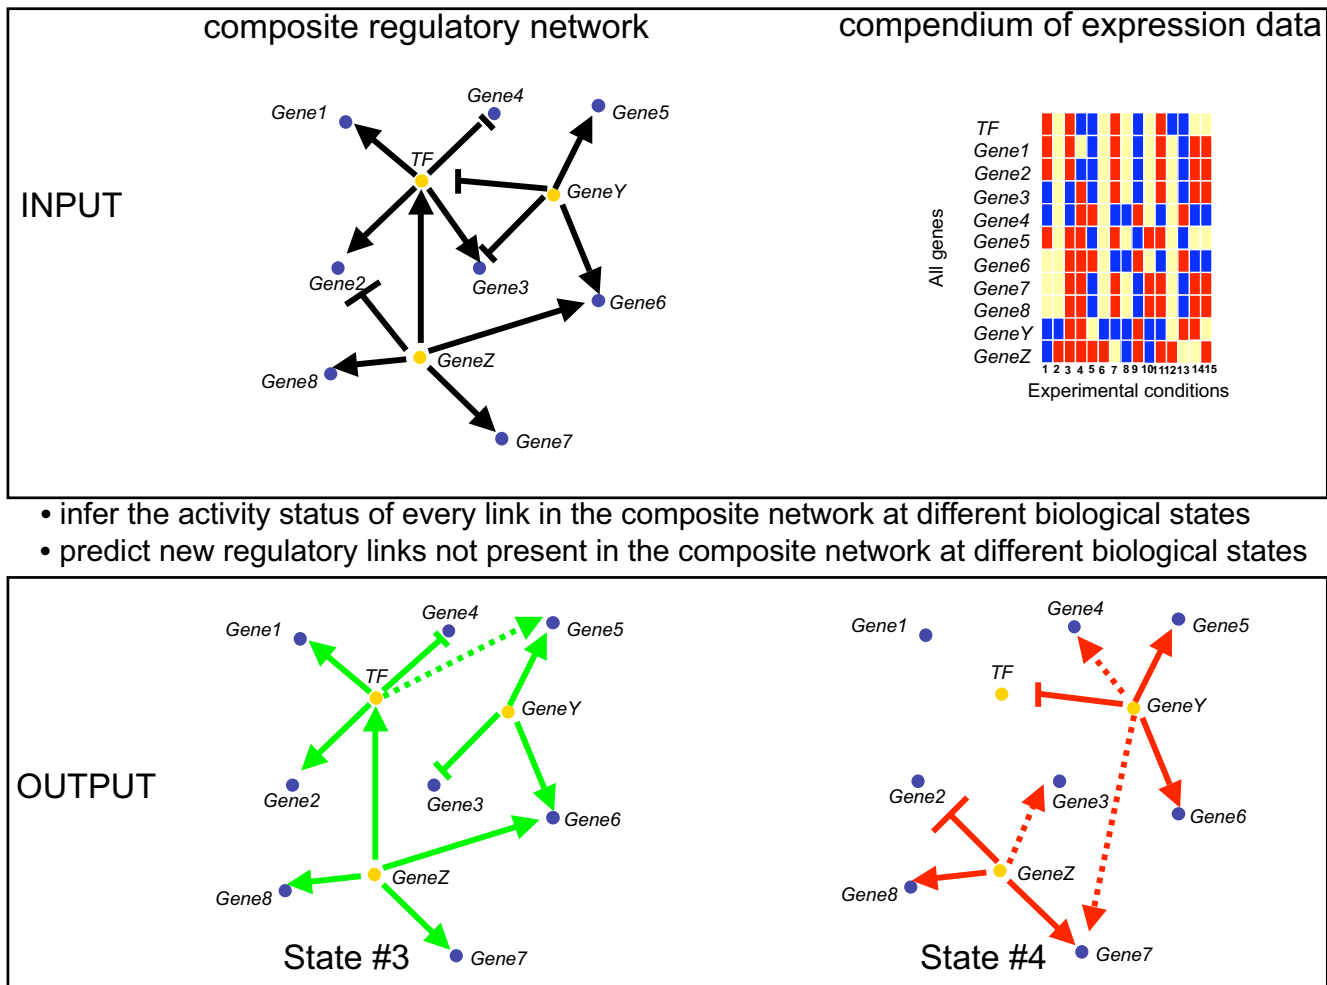 composite regulatory network
compendium of expression data
INPUT
Gene1
Gene4
Gene5
TF
GeneY
Gene2
Gene3
Gene6
GeneZ
Gene8
Gene7
All genes
TF
Gene1
Gene2
Gene3
Gene4
Gene5
Gene6
Gene7
Gene8
GeneY
GeneZ
1 2 3 4 5 6 7 8 9 10 11 12 13 14 15
Experimental conditions
• infer the activity status of every link in the composite network at different biological states
• predict new regulatory links not present in the composite network at different biological states
OUTPUT
Gene1
Gene4
Gene5
TF
GeneY
Gene2
Gene3
Gene6
GeneZ
Gene8
Gene7
State #3
Gene1
Gene4
Gene5
TF
GeneY
Gene2
Gene3
Gene6
GeneZ
Gene8
Gene7
State #4